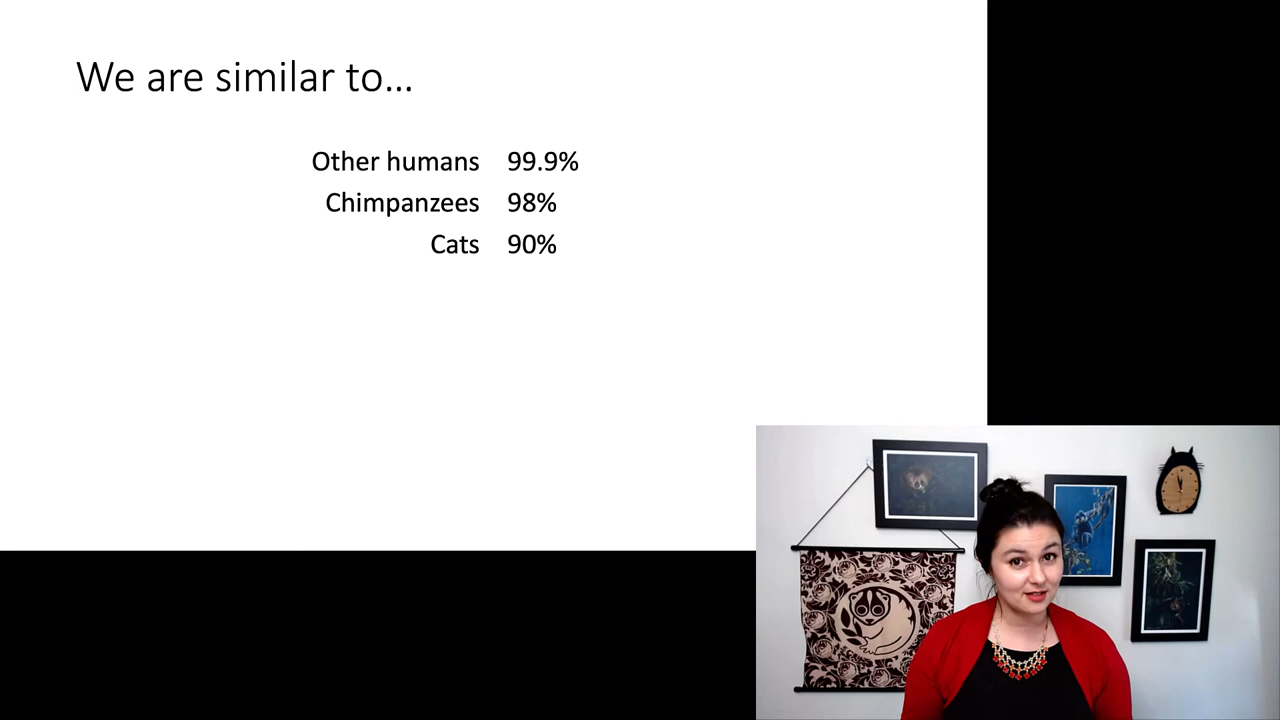 We are similar to...
Other humans 99.9%
Chimpanzees 98%
Cats 90%